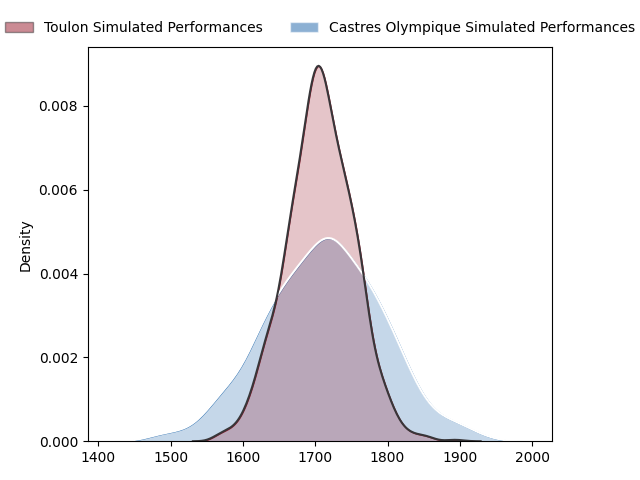 Toulon Simulated Performances
Castres Olympique Simulated Performances
Density
0.008
0.006
0.004
0.002
0.000
1400 1500 1600 1700 1800 1900 2000